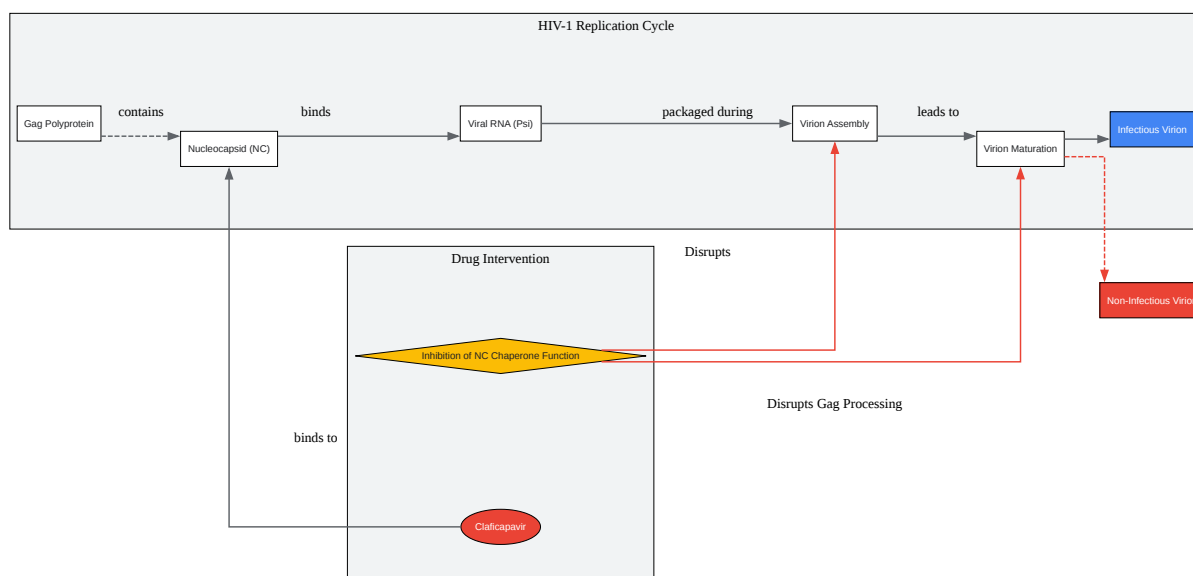 HIV-1 Replication Cycle
contains
binds
packaged during
leads to
Gag Polyprotein
Viral RNA (Psi)
Virion Assembly
Infectious Virion
Nucleocapsid (NC)
Virion Maturation
Disrupts
Drug Intervention
Non-Infectious Virion
Inhibition of NC Chaperone Function
Disrupts Gag Processing
binds to
Claficapavir